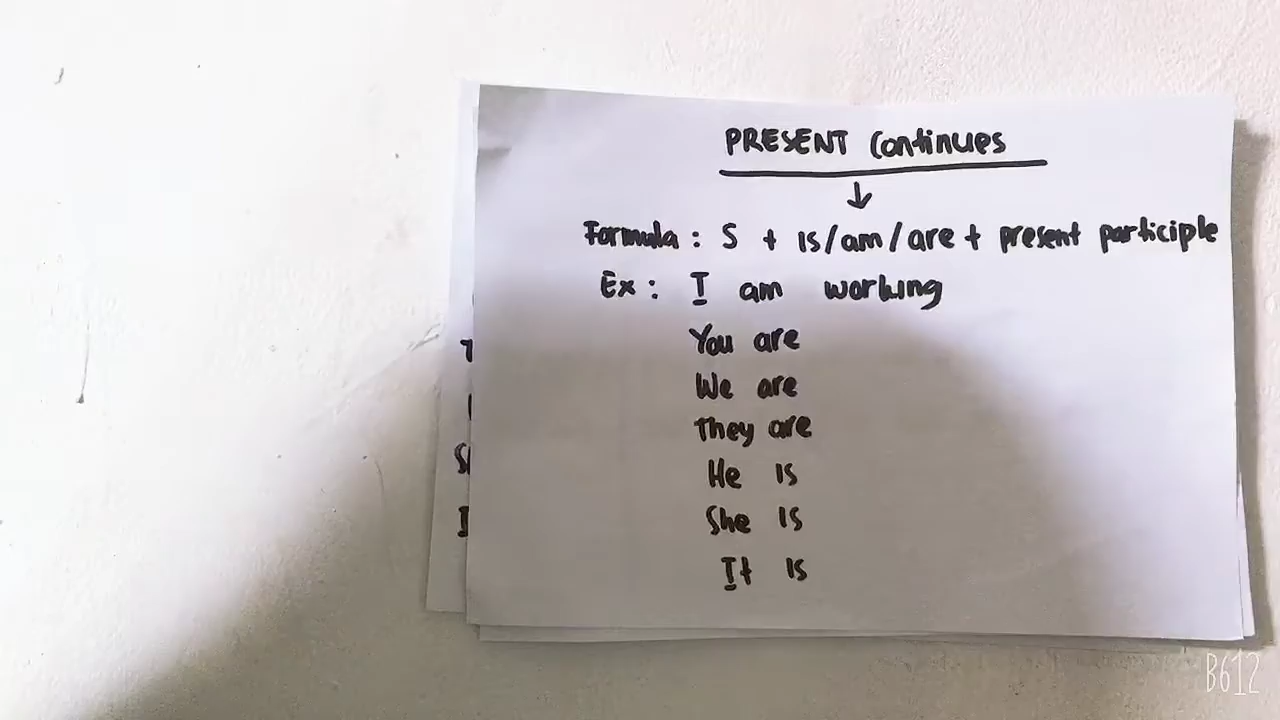 PRESENT Continues
↓
Formula : S + is/am/are + present participle
Ex : I am working
You are
We are
They are
He is
She is
It is
B612